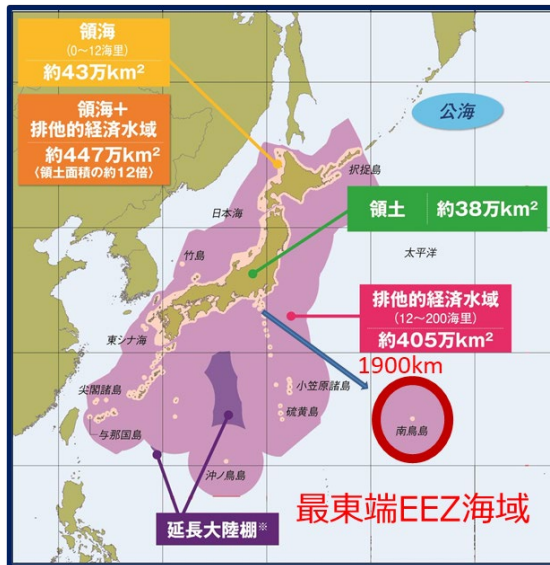 領海
(0～12海里)
約43万km²
領海＋
排他的経済水域
約447万km²
(領土面積の約12倍)
公海
択捉島
日本海
領土 約38万km²
竹島
太平洋
排他的経済水域
(12～200海里)
約405万km²
東シナ海
1900km
尖閣諸島
小笠原諸島
硫黄島
南鳥島
与那国島
沖ノ鳥島
延長大陸棚※
最東端EEZ海域